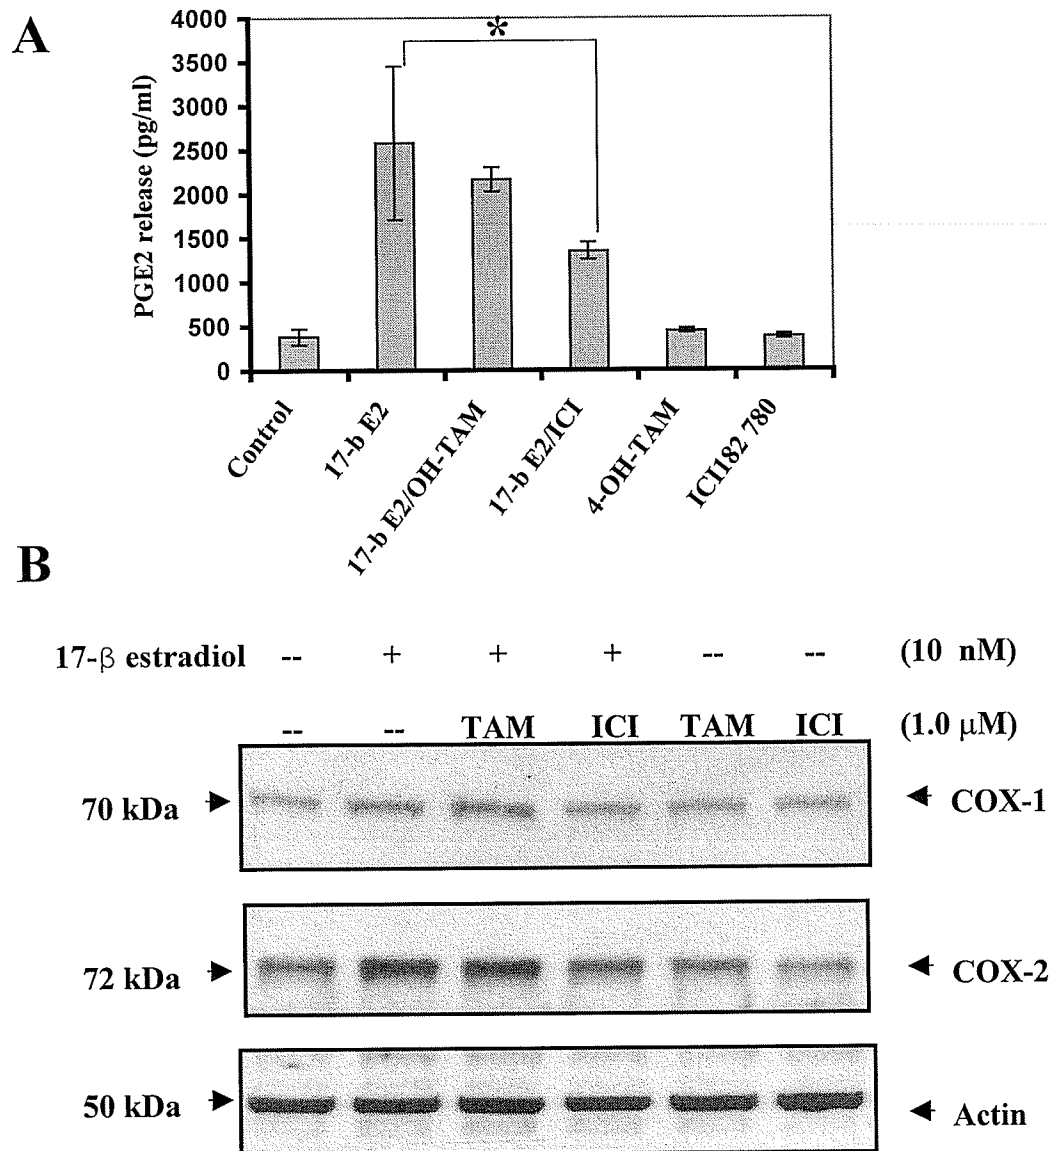 A
*
4000
3500
3000
2500
2000
1500
1000
500
0
PGE2 release (pg/ml)
Control
17-b E2
17-b E2/OH-TAM
17-b E2/ICI
4-OH-TAM
ICI182 780
B
17-β estradiol -- + + + -- -- (10 nM)
-- -- TAM ICI TAM ICI (1.0 μM)
70 kDa COX-1
72 kDa COX-2
50 kDa Actin